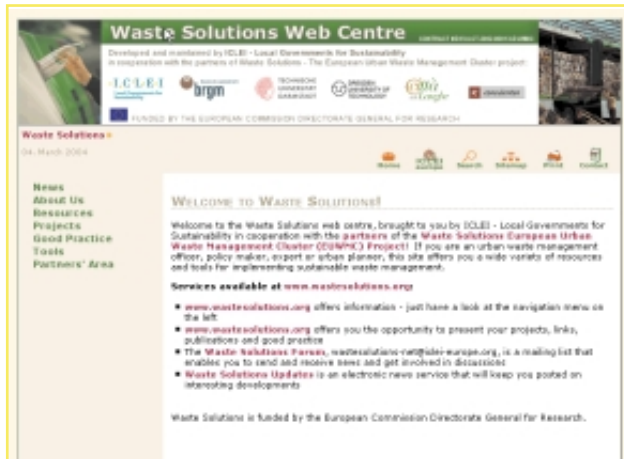 Waste Solutions Web Centre
Developed and maintained by ICLEI - Local Governments for Sustainability
in cooperation with the partners of Waste Solutions - The European Urban Waste Management Cluster project:
I.C.L.E.I
brgm
TECHNISCHE UNIVERSITÄT DARMSTADT
DRESDEN UNIVERSITY OF TECHNOLOGY
FUNDED BY THE EUROPEAN COMMISSION DIRECTORATE GENERAL FOR RESEARCH
Waste Solutions
04. March 2004
Home
Search
Sitemap
Print
Contact
News
About Us
Resources
Projects
Good Practice
Tools
Partners' Area
WELCOME TO WASTE SOLUTIONS!
Welcome to the Waste Solutions web centre, brought to you by ICLEI - Local Governments for
Sustainability in cooperation with the partners of the Waste Solutions European Urban
Waste Management Cluster (EUWMC) Project! If you are an urban waste management
officer, policy maker, expert or urban planner, this site offers you a wide variety of resources
and tools for implementing sustainable waste management.
Services available at www.wastesolutions.org:
www.wastesolutions.org offers information - just have a look at the navigation menu on
the left
www.wastesolutions.org offers you the opportunity to present your projects, links,
publications and good practice
The Waste Solutions Forum, wastesolutions-net@iclei-europe.org, is a mailing list that
enables you to send and receive news and get involved in discussions
Waste Solutions Updates is an electronic news service that will keep you posted on
interesting developments
Waste Solutions is funded by the European Commission Directorate General for Research.